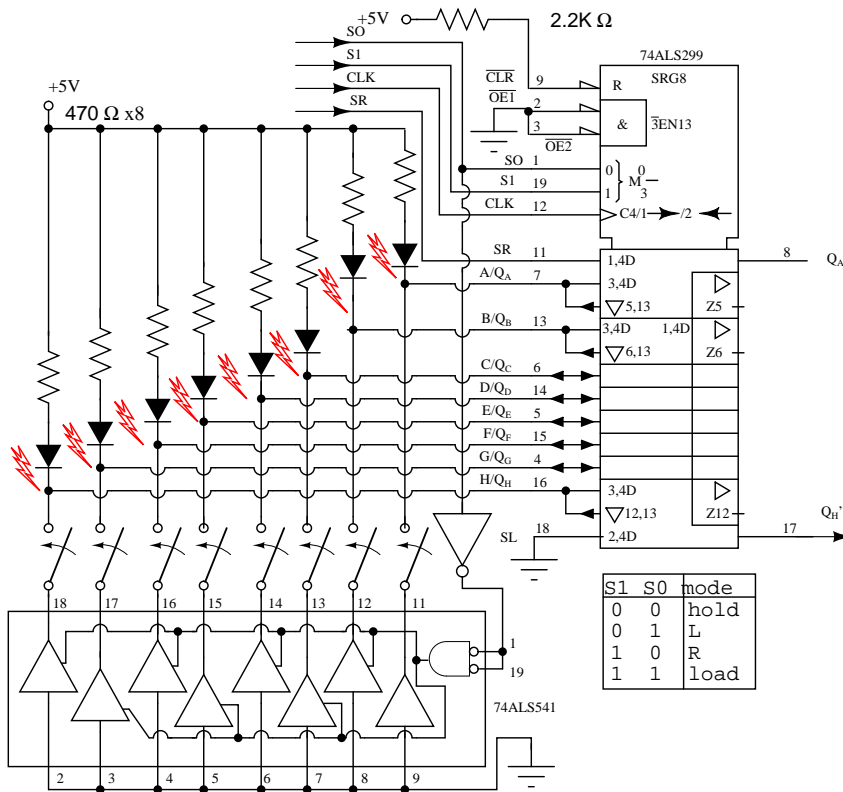 +5V
2.2K Ω
SO
74ALS299
S1
CLR
9
R
SRG8
+5V
CLK
OE1
2
470 Ω x8
SR
&
3EN13
3
OE2
SO
1
0
M
0
3
S1
19
1
CLK
12
C4/1
/2
SR
11
1,4D
8
QA
A/QA
7
3,4D
5,13
Z5
B/QB
13
3,4D
1,4D
6,13
Z6
C/QC
6
D/QD
14
E/QE
5
F/QF
15
G/QG
4
H/QH
16
3,4D
12,13
Z12
SL
18
2,4D
17
QH'
S1 S0 mode
0 0 hold
0 1 L
1 0 R
1 1 load
18 17 16 15 14 13 12 11
1
19
74ALS541
2 3 4 5 6 7 8 9